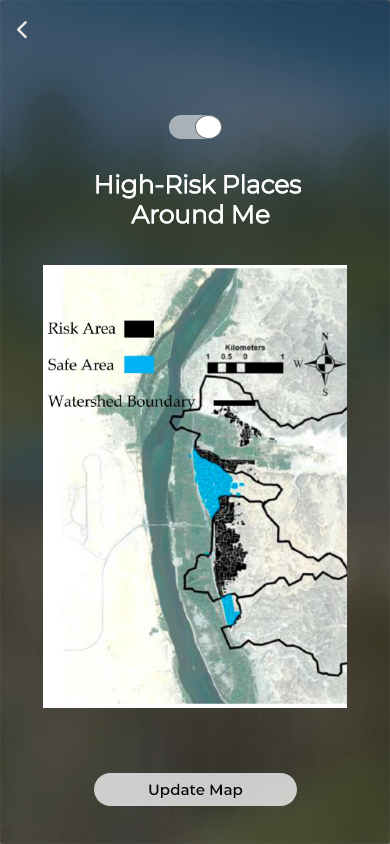 High-Risk Places
Around Me
Risk Area
Safe Area
Watershed Boundary
Kilometers
1 0.5 0 1
N
W E
S
Update Map